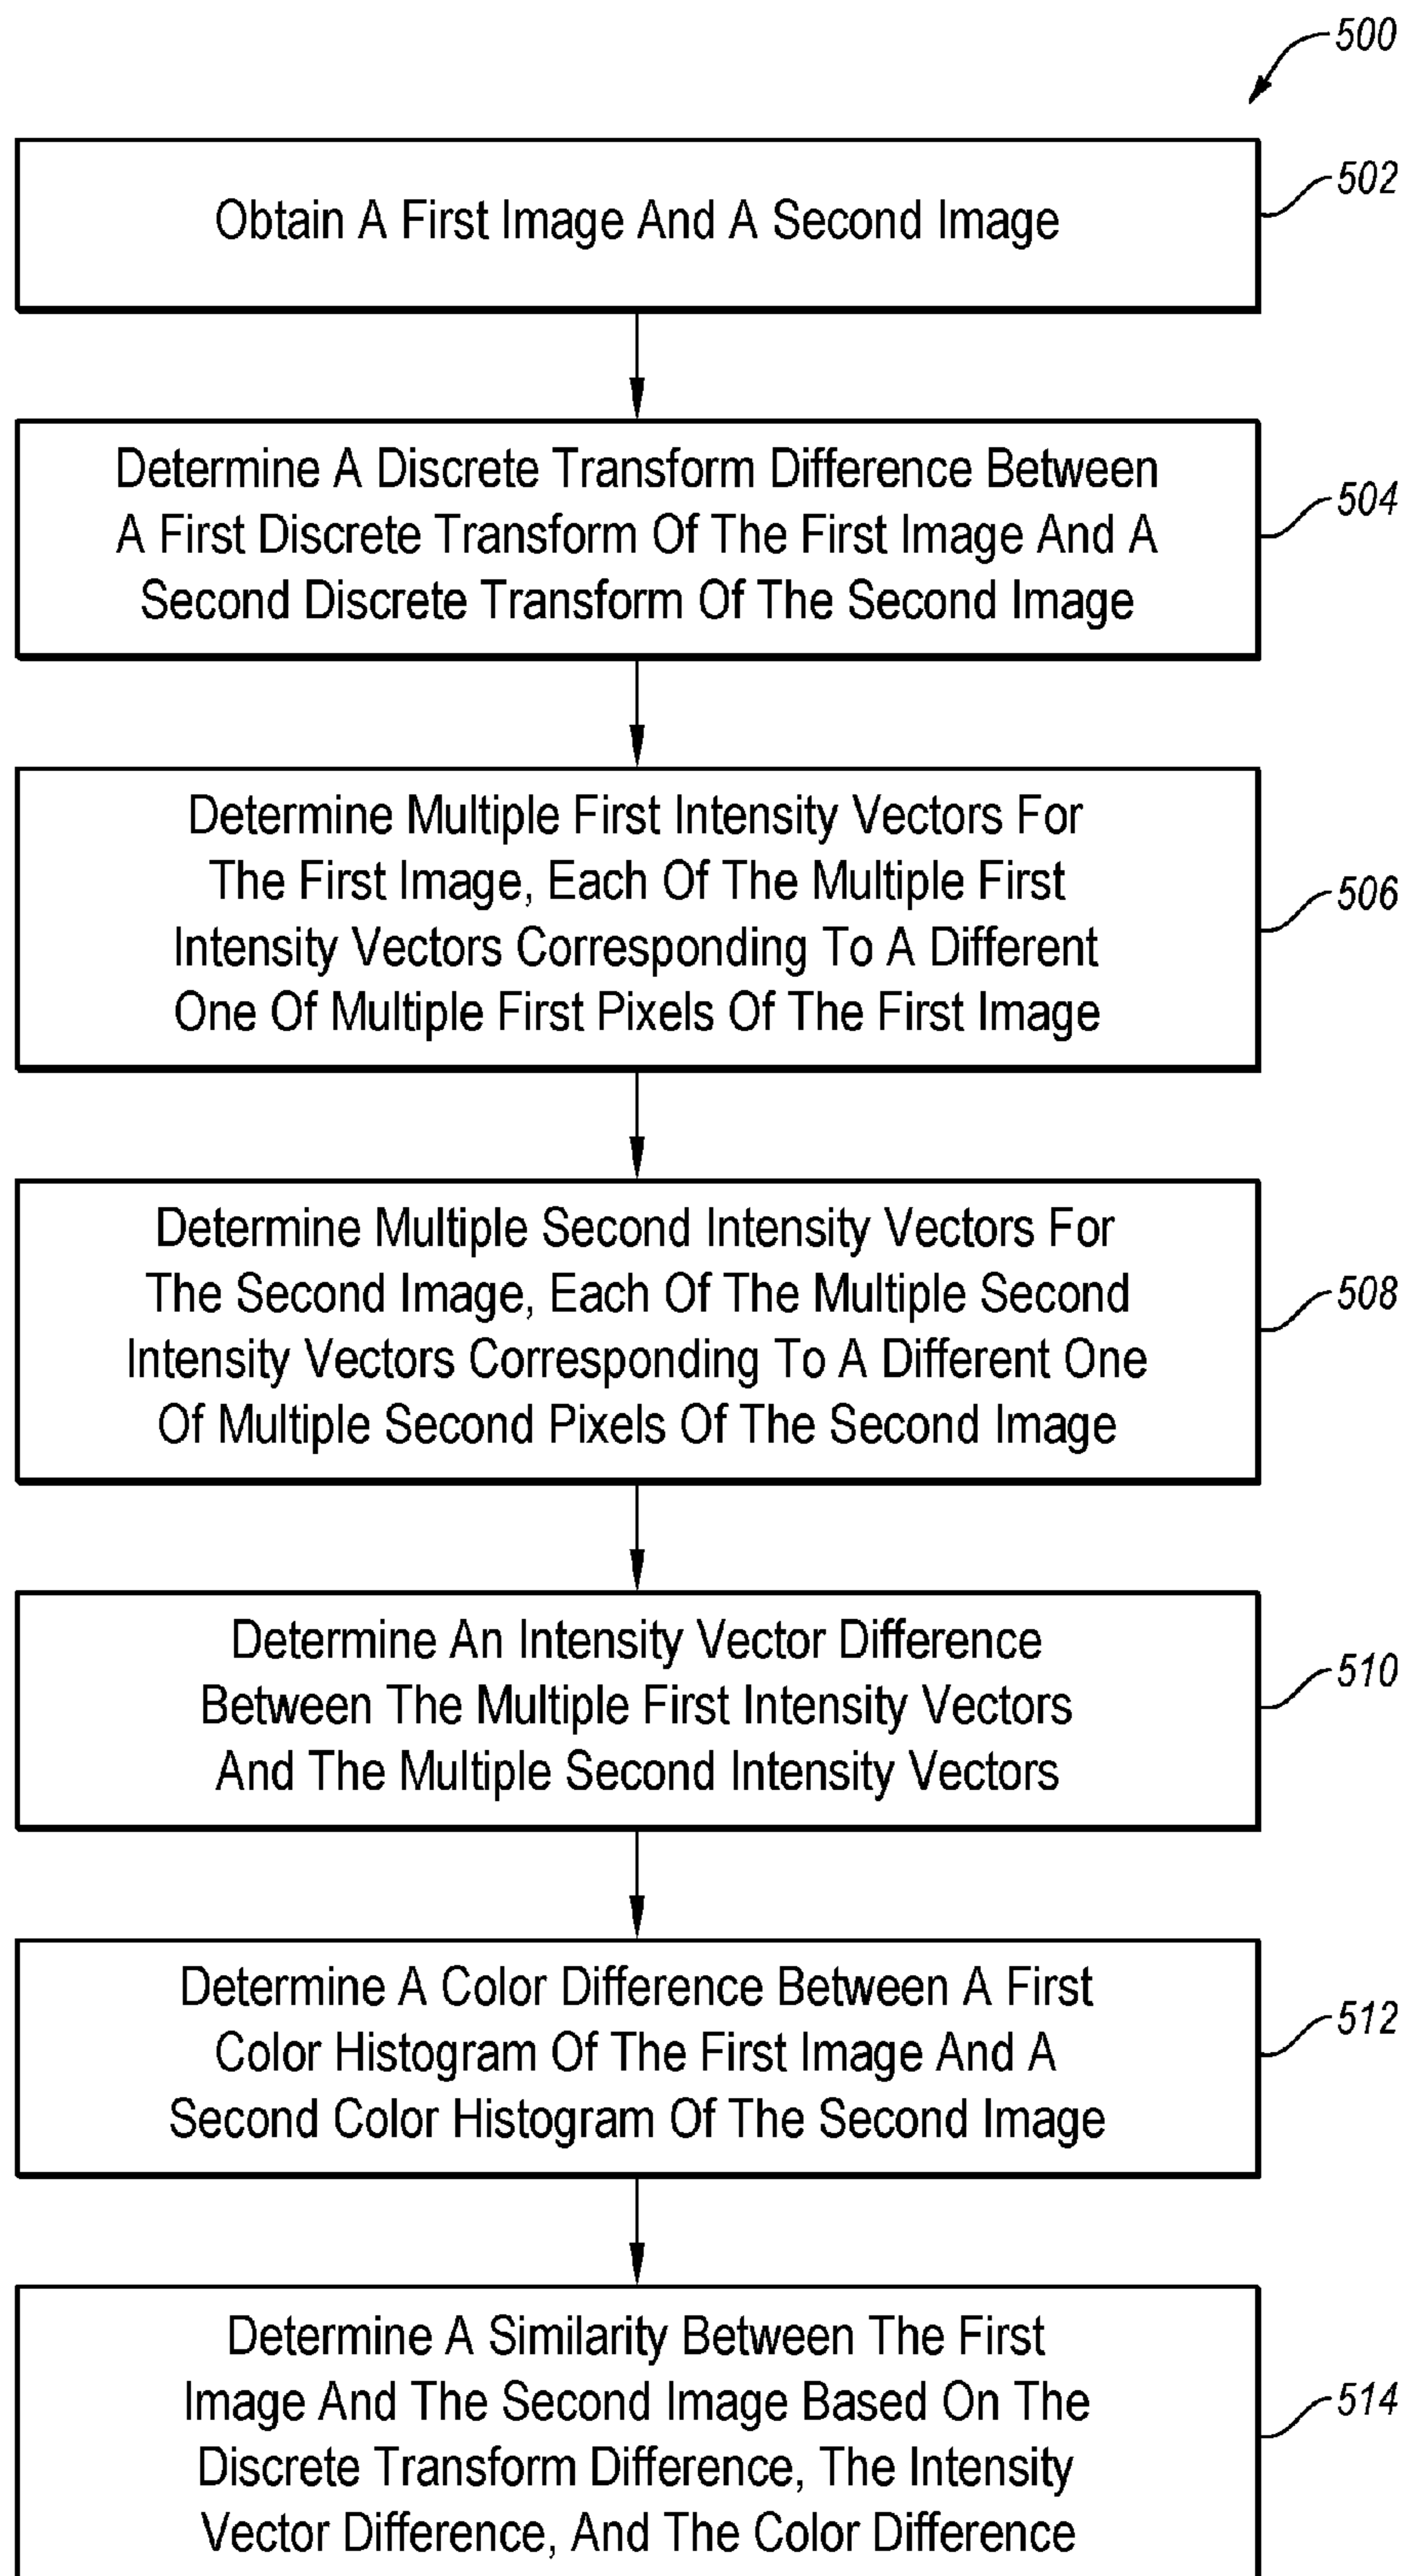 500
Obtain A First Image And A Second Image
502
Determine A Discrete Transform Difference Between
A First Discrete Transform Of The First Image And A
Second Discrete Transform Of The Second Image
504
Determine Multiple First Intensity Vectors For
The First Image, Each Of The Multiple First
Intensity Vectors Corresponding To A Different
One Of Multiple First Pixels Of The First Image
506
Determine Multiple Second Intensity Vectors For
The Second Image, Each Of The Multiple Second
Intensity Vectors Corresponding To A Different One
Of Multiple Second Pixels Of The Second Image
508
Determine An Intensity Vector Difference
Between The Multiple First Intensity Vectors
And The Multiple Second Intensity Vectors
510
Determine A Color Difference Between A First
Color Histogram Of The First Image And A
Second Color Histogram Of The Second Image
512
Determine A Similarity Between The First
Image And The Second Image Based On The
Discrete Transform Difference, The Intensity
Vector Difference, And The Color Difference
514